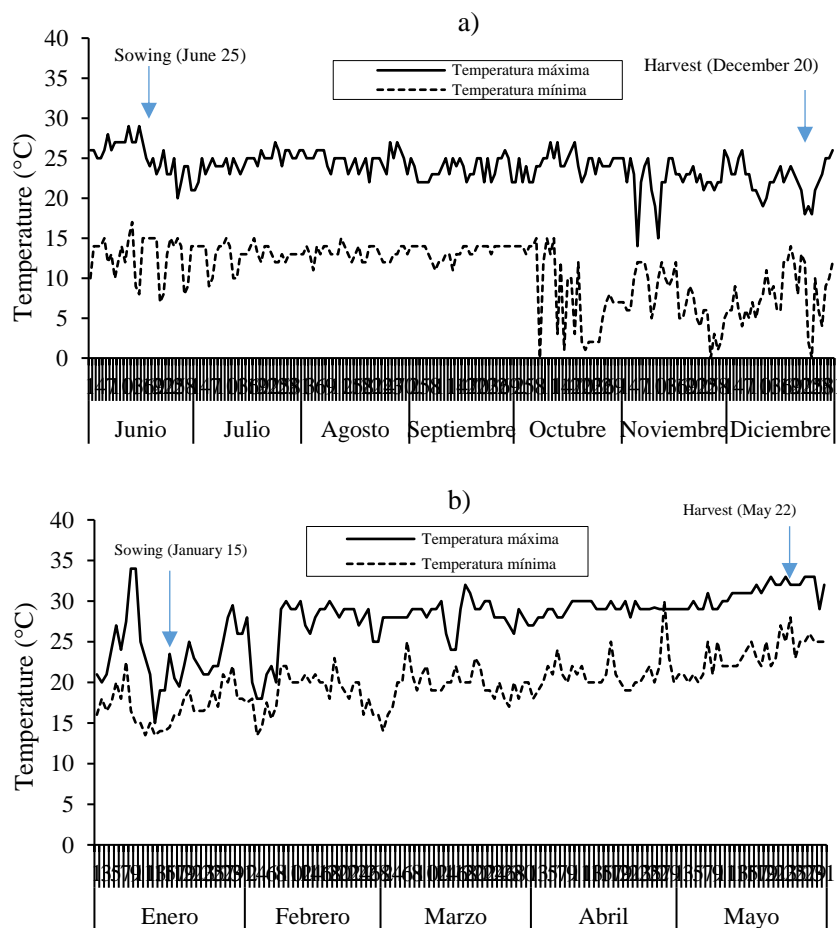 a)
Sowing (June 25)
Harvest (December 20)
Temperatura máxima
Temperatura mínima
Temperature (°C)
40
35
30
25
20
15
10
5
0
Junio Julio Agosto Septiembre Octubre Noviembre Diciembre
b)
Sowing (January 15)
Harvest (May 22)
Temperatura máxima
Temperatura mínima
Temperature (°C)
40
35
30
25
20
15
10
5
0
Enero Febrero Marzo Abril Mayo